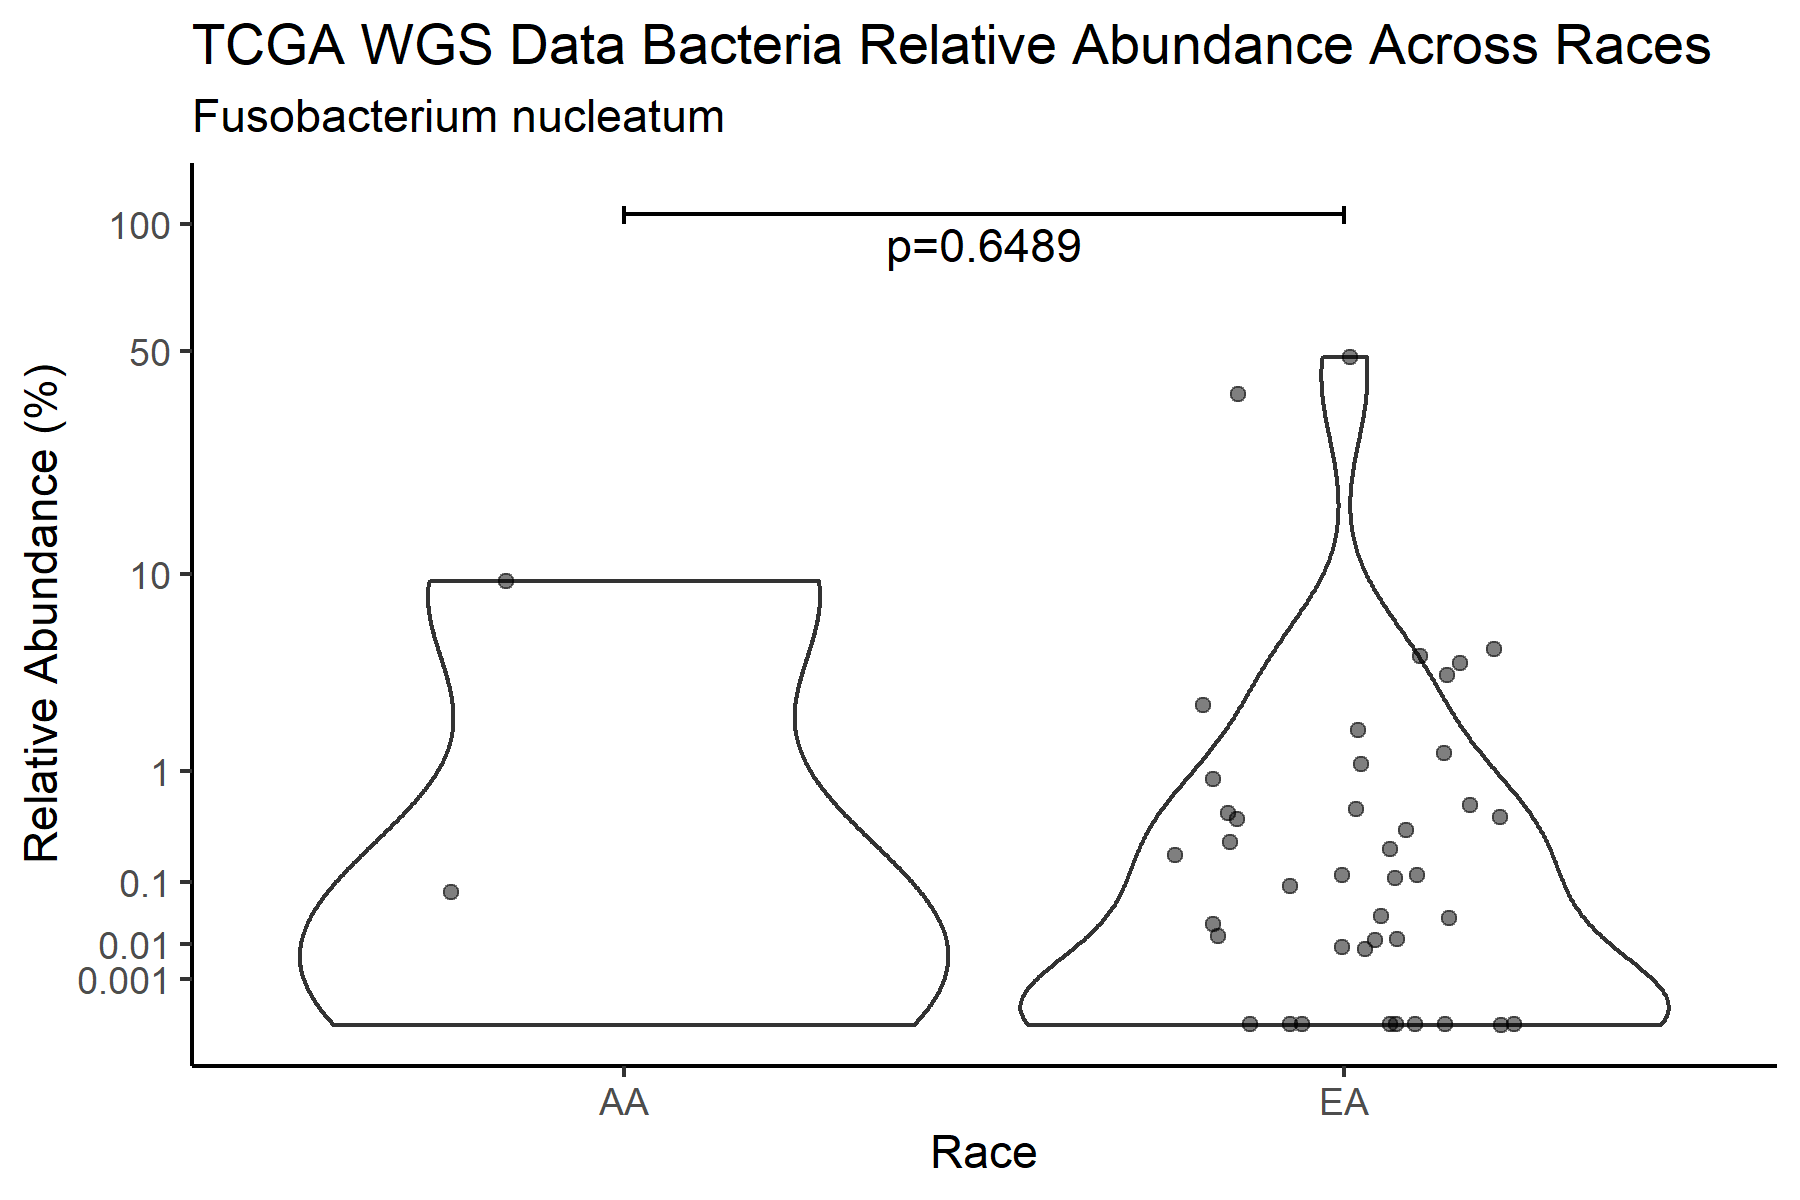 TCGA WGS Data Bacteria Relative Abundance Across Races
Fusobacterium nucleatum
100
50
10
1
0.1
0.01
0.001
Relative Abundance (%)
p=0.6489
AA
EA
Race